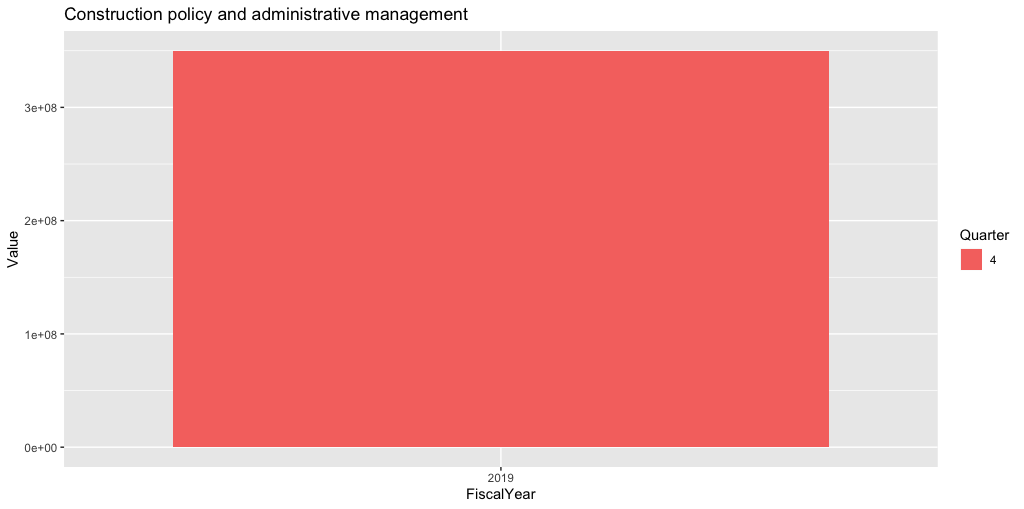 Construction policy and administrative management
Value
3e+08
2e+08
1e+08
0e+00
2019
FiscalYear
Quarter
4